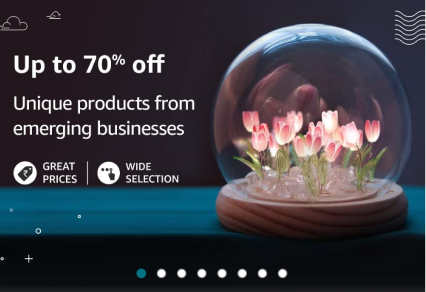 Up to 70% off
Unique products from
emerging businesses
GREAT
PRICES
WIDE
SELECTION